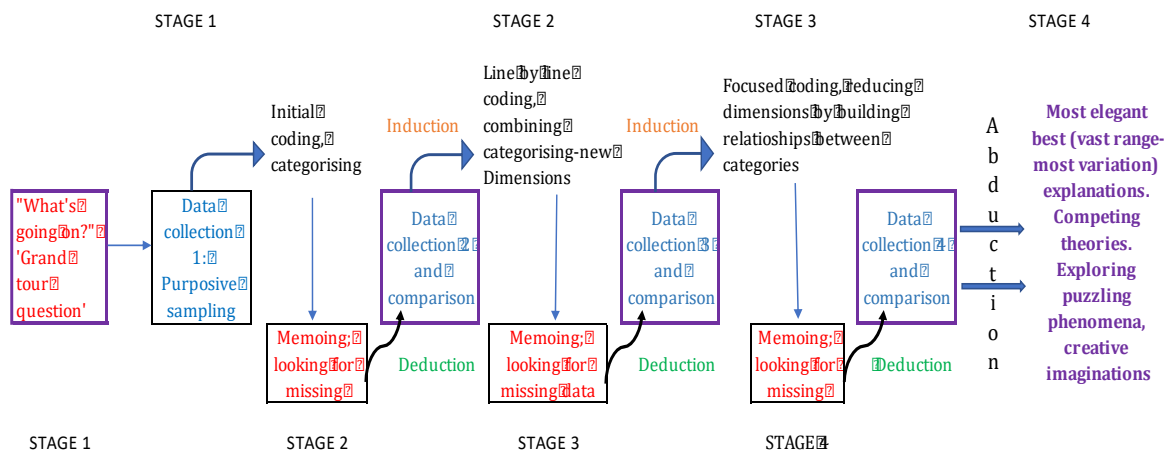 STAGE 1
STAGE 2
STAGE 3
STAGE 4
Initial
coding,
categorising
Induction
Line by line
coding,
combining
categorising-new
Dimensions
Induction
Focused coding, reducing
dimensions by building
relatioships between
categories
"What's
going on?"
'Grand
tour
question'
Data
collection
1:
Purposive
sampling
Data
collection 2
and
comparison
Data
collection 3
and
comparison
Data
collection 4
and
comparison
A
b
d
u
c
t
i
o
n
Most elegant
best (vast range-
most variation)
explanations.
Competing
theories.
Exploring
puzzling
phenomena,
creative
imaginations
Memoing;
looking for
missing
Deduction
Memoing;
looking for
missing data
Deduction
Memoing;
looking for
missing
Deduction
STAGE 1
STAGE 2
STAGE 3
STAGE 4